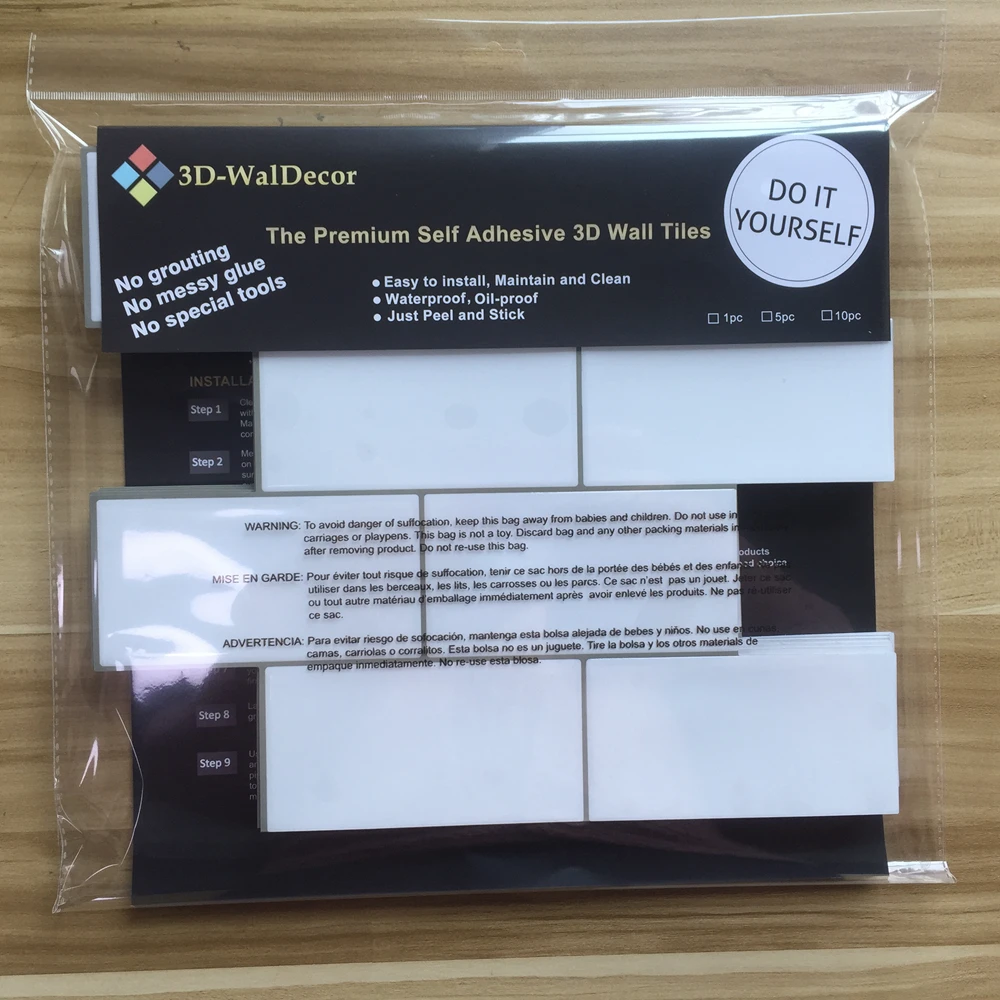 3D-WalDecor
The Premium Self Adhesive 3D Wall Tiles
DO IT
YOURSELF
No grouting
No messy glue
No special tools
● Easy to install, Maintain and Clean
● Waterproof, Oil-proof
● Just Peel and Stick
☐ 1pc ☐ 5pc ☐ 10pc
Step 1
Step 2
WARNING: To avoid danger of suffocation, keep this bag away from babies and children. Do not use in
carriages or playpens. This bag is not a toy. Discard bag and any other packing materials
after removing product. Do not re-use this bag.
MISE EN GARDE: Pour éviter tout risque de suffocation, tenir ce sac hors de la portée des bébés et des
utiliser dans les berceaux, les lits, les carrosses ou les parcs. Ce sac n'est pas un jouet. Jeter ce sac
ou tout autre matériau d'emballage immédiatement après avoir enlevé les produits. Ne pas re-utiliser
ce sac.
ADVERTENCIA: Para evitar riesgo de sofocación, mantenga esta bolsa alejada de bebes y niños. No use en cunas
camas, carriolas o corralitos. Esta bolsa no es un juguete. Tire la bolsa y los otros materials de
empaque inmediatamente. No re-use esta blosa.
Step 8
Step 9